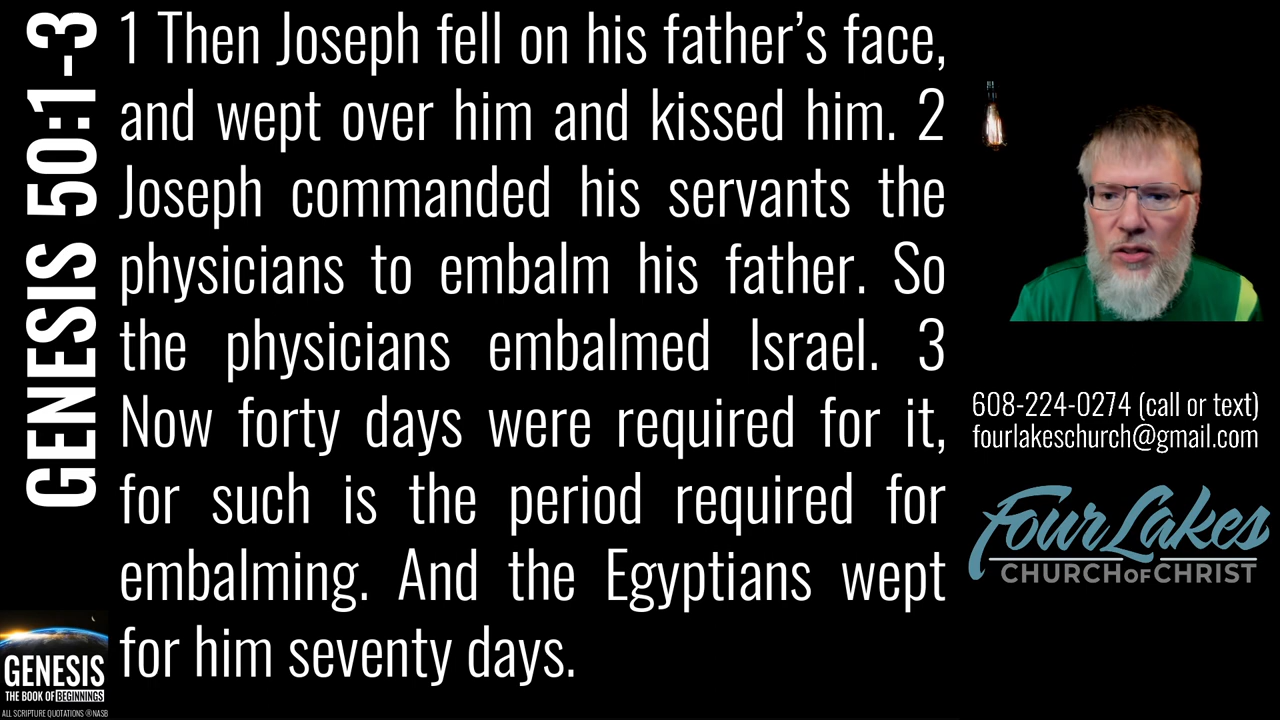 GENESIS 50:1-3
1 Then Joseph fell on his father’s face,
and wept over him and kissed him. 2
Joseph commanded his servants the
physicians to embalm his father. So
the physicians embalmed Israel. 3
Now forty days were required for it,
for such is the period required for
embalming. And the Egyptians wept
for him seventy days.
GENESIS
THE BOOK OF BEGINNINGS
ALL SCRIPTURE QUOTATIONS ®NASB
608-224-0274 (call or text)
fourlakeschurch@gmail.com
Four Lakes
CHURCH OF CHRIST